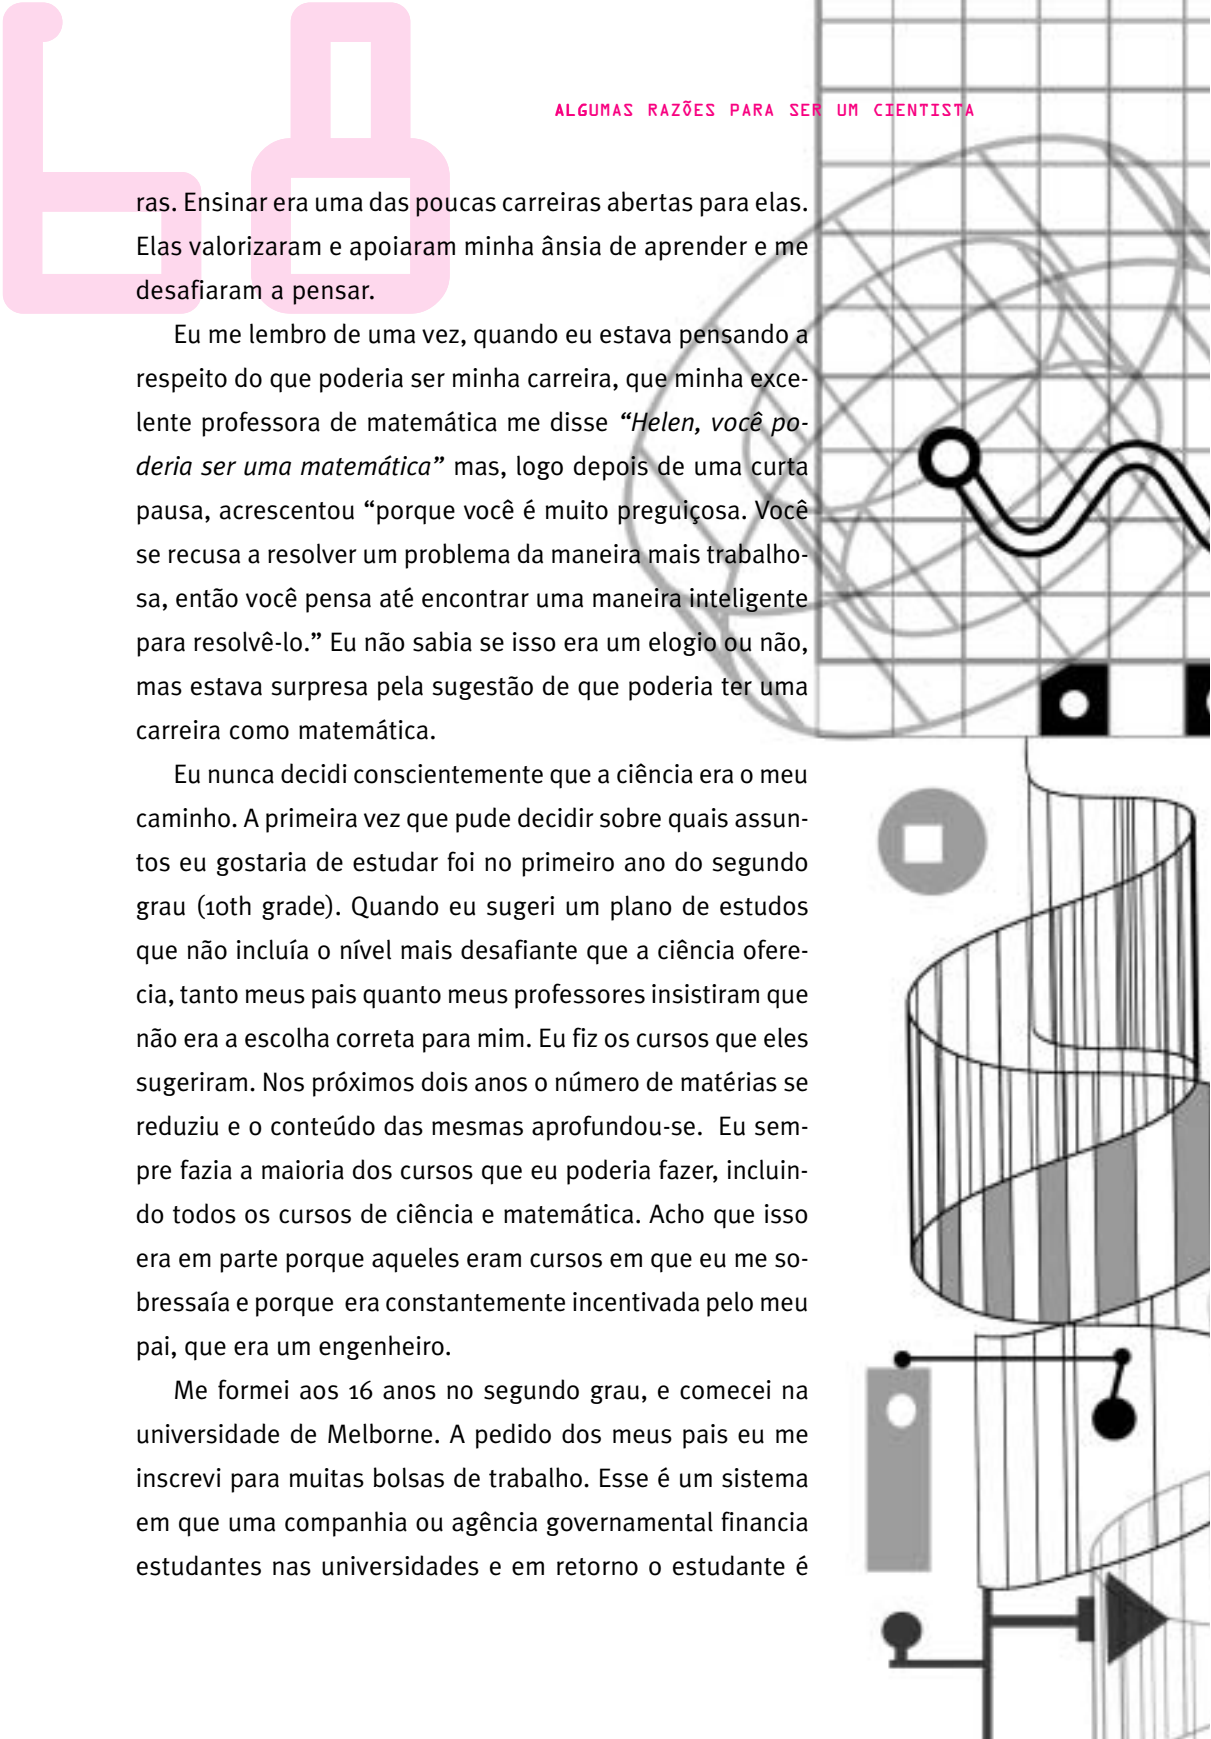 68
ALGUMAS RAZÕES PARA SER UM CIENTISTA
ras. Ensinar era uma das poucas carreiras abertas para elas.
Elas valorizaram e apoiaram minha ânsia de aprender e me
desafiaram a pensar.
Eu me lembro de uma vez, quando eu estava pensando a
respeito do que poderia ser minha carreira, que minha exce-
lente professora de matemática me disse “Helen, você po-
deria ser uma matemática” mas, logo depois de uma curta
pausa, acrescentou “porque você é muito preguiçosa. Você
se recusa a resolver um problema da maneira mais trabalho-
sa, então você pensa até encontrar uma maneira inteligente
para resolvê-lo.” Eu não sabia se isso era um elogio ou não,
mas estava surpresa pela sugestão de que poderia ter uma
carreira como matemática.
Eu nunca decidi conscientemente que a ciência era o meu
caminho. A primeira vez que pude decidir sobre quais assun-
tos eu gostaria de estudar foi no primeiro ano do segundo
grau (10th grade). Quando eu sugeri um plano de estudos
que não incluía o nível mais desafiante que a ciência ofere-
cia, tanto meus pais quanto meus professores insistiram que
não era a escolha correta para mim. Eu fiz os cursos que eles
sugeriram. Nos próximos dois anos o número de matérias se
reduziu e o conteúdo das mesmas aprofundou-se. Eu sem-
pre fazia a maioria dos cursos que eu poderia fazer, incluin-
do todos os cursos de ciência e matemática. Acho que isso
era em parte porque aqueles eram cursos em que eu me so-
bressaía e porque era constantemente incentivada pelo meu
pai, que era um engenheiro.
Me formei aos 16 anos no segundo grau, e comecei na
universidade de Melborne. A pedido dos meus pais eu me
inscrevi para muitas bolsas de trabalho. Esse é um sistema
em que uma companhia ou agência governamental financia
estudantes nas universidades e em retorno o estudante é